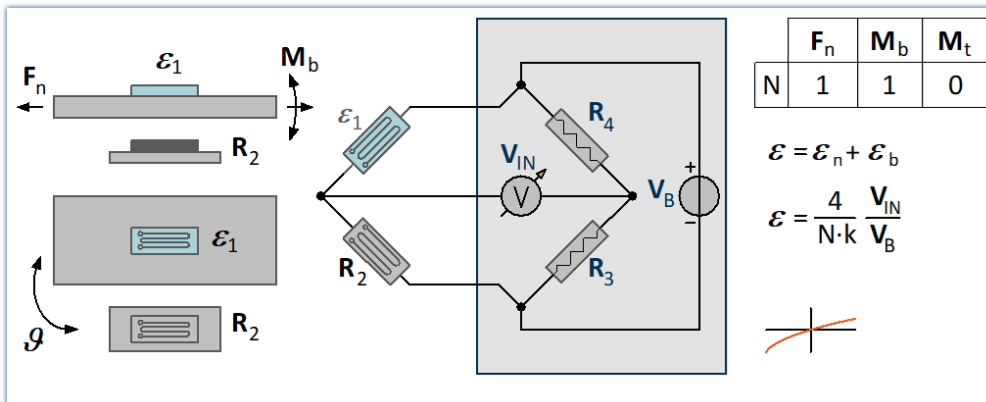 Fn
ε1
Mb
R2
ε1
R2
ϑ
ε1
R4
VIN
V
VB
+
−
R2
R3
Fn Mb Mt
N 1 1 0
ε = εn + εb
ε = 4/N·k VIN/VB